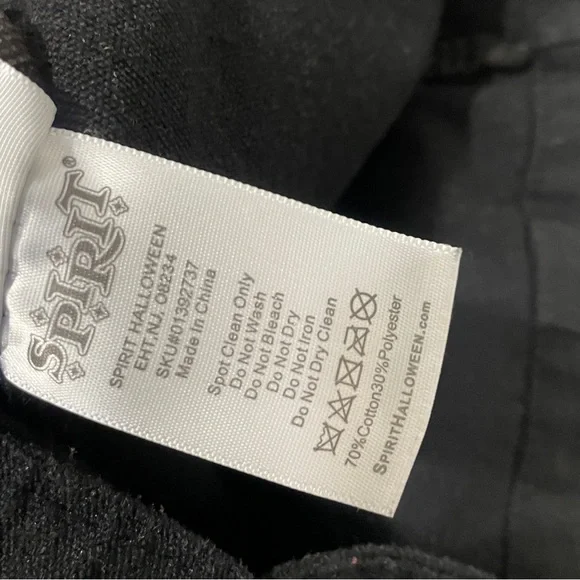 SPIRIT®
SPIRIT HALLOWEEN
EHT.NJ, 08234
SKU#01392737
Made In China
Spot Clean Only
Do Not Wash
Do Not Bleach
Do Not Dry
Do Not Iron
Do Not Dry Clean
70%Cotton30%Polyester
SPIRITHALLOWEEN.com